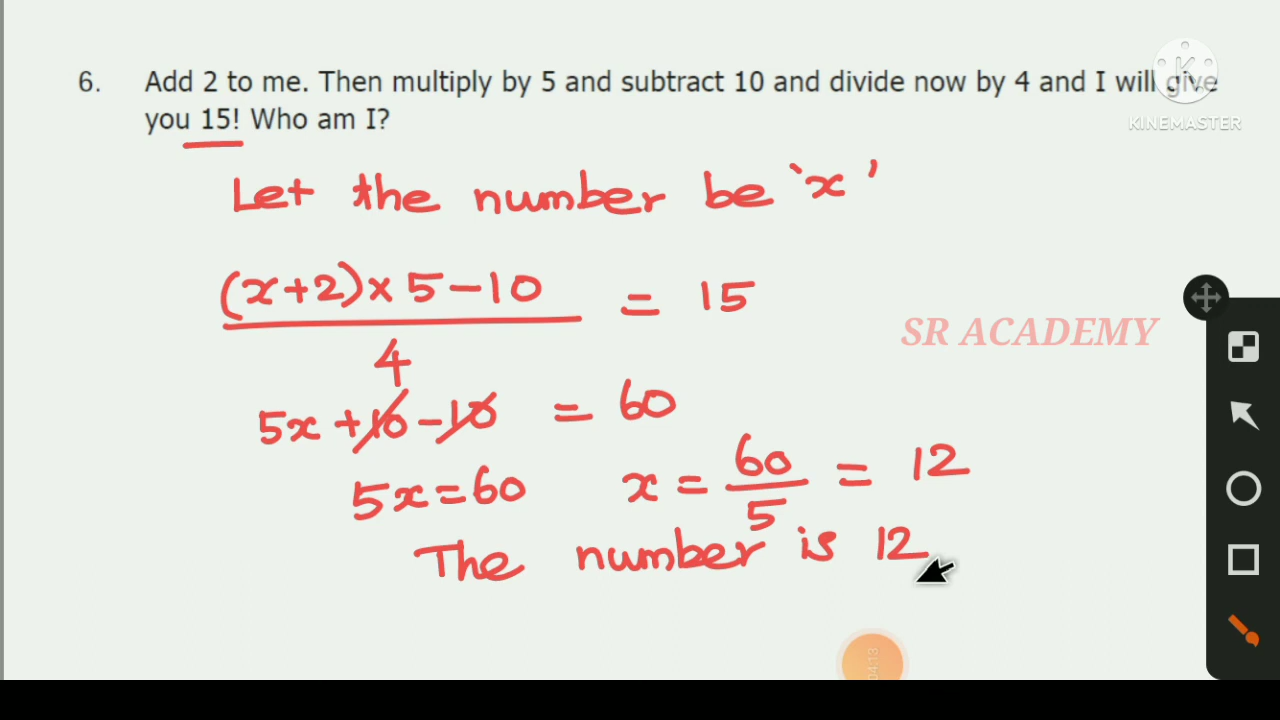 6. Add 2 to me. Then multiply by 5 and subtract 10 and divide now by 4 and I will give
you 15! Who am I?
KINEMASTER
Let the number be 'x'
(x+2)×5-10
4
= 15
SR ACADEMY
5x+10-10 = 60
5x=60 x = 60/5 = 12
The number is 12
04:13